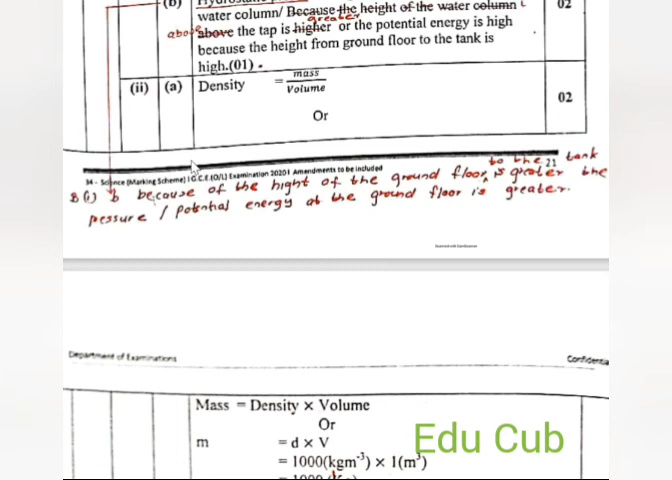 (b)
02
water column/ Because the height of the water column
greater
above above the tap is higher or the potential energy is high
because the height from ground floor to the tank is
high.(01)
(ii) (a) Density = mass
Volume
02
Or
34 - Science (Marking Scheme) I G.C.E (O/L) Examination 2020 I Amendments to be included
21
to the tank
8 (i) b because of the hight of the ground floor is greater the
pressure / potential energy at the ground floor is greater.
Department of Examinations
Confidentia
Mass = Density × Volume
Or
m = d x V
= 1000(kgm⁻³) × 1(m³)
Edu Cub